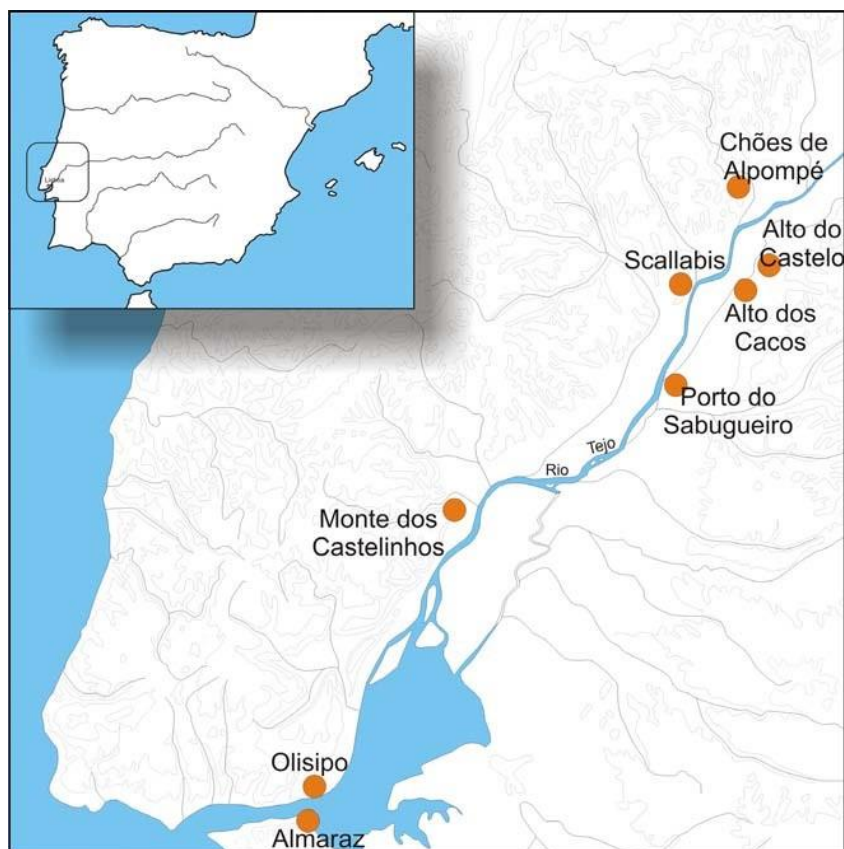 Lisboa
Chões de
Alpompé
Alto do
Castelo
Scallabis
Alto dos
Cacos
Porto do
Sabugueiro
Rio
Tejo
Monte dos
Castelinhos
Olisipo
Almaraz